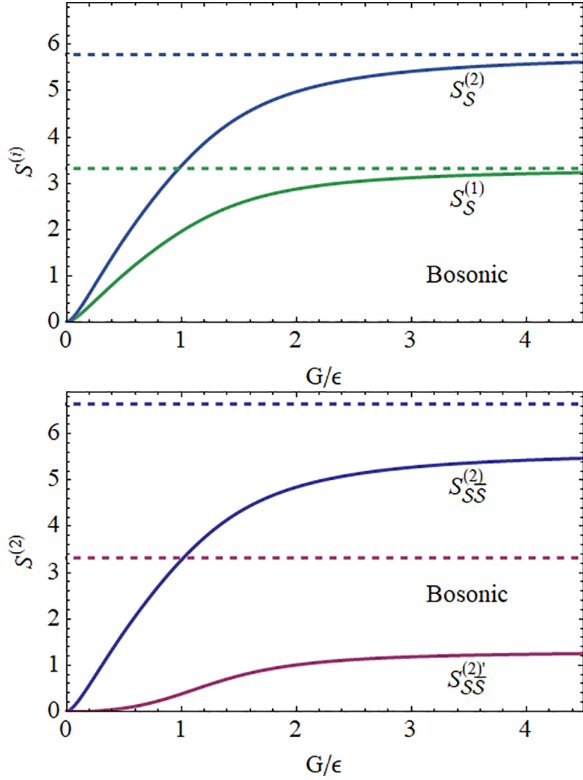 6
5
4
3
2
1
0
S^(i)
S_S^(2)
S_S^(1)
Bosonic
0 1 2 3 4
G/ϵ
6
5
4
3
2
1
0
S^(2)
S_SS̅^(2)
Bosonic
S_SS̅^(2)'
0 1 2 3 4
G/ϵ